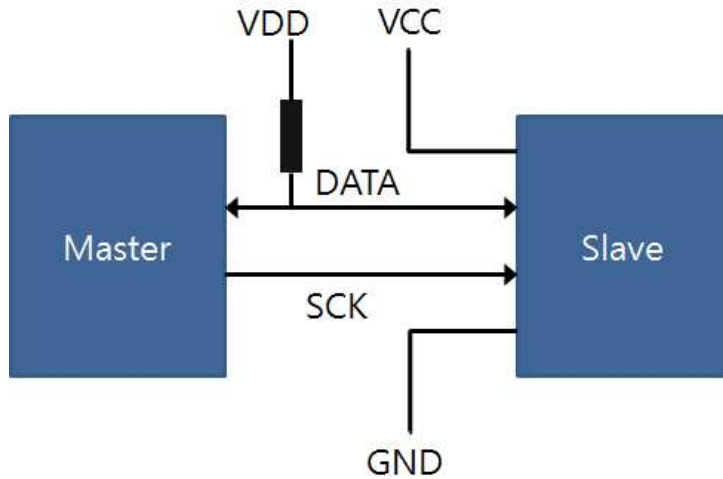 VDD
VCC
DATA
Master
Slave
SCK
GND